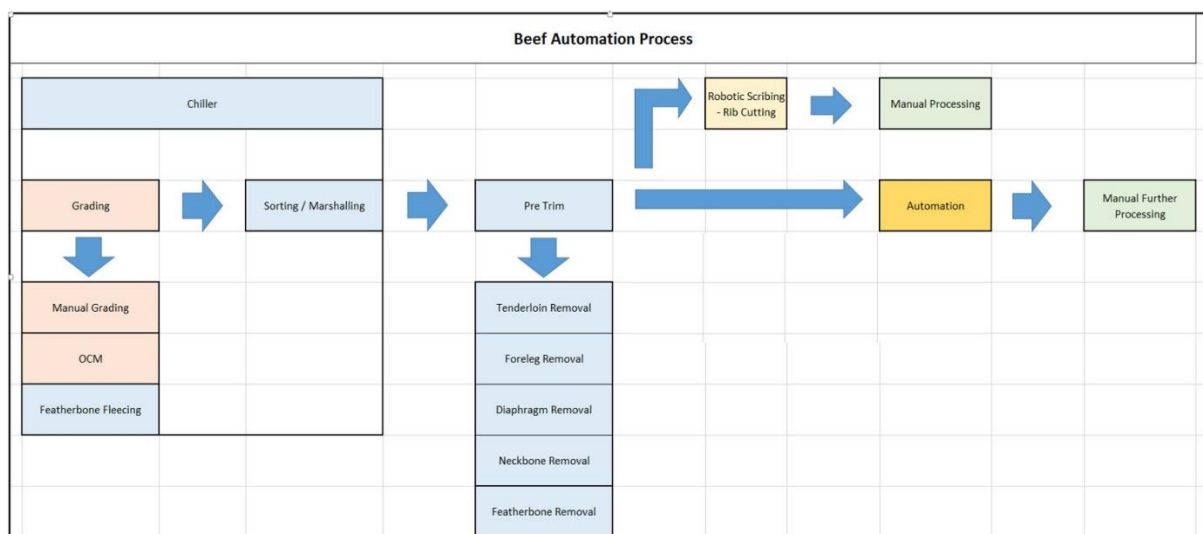 Beef Automation Process
Chiller
Robotic Scribing
- Rib Cutting
Manual Processing
Grading
Sorting / Marshalling
Pre Trim
Automation
Manual Further
Processing
Manual Grading
OCM
Featherbone Fleecing
Tenderloin Removal
Foreleg Removal
Diaphragm Removal
Neckbone Removal
Featherbone Removal